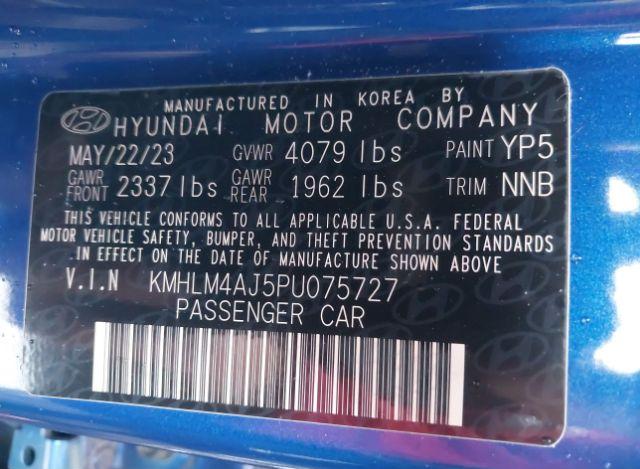 MANUFACTURED IN KOREA BY
HYUNDAI MOTOR COMPANY
MAY/22/23 GVWR 4079 lbs PAINT YP5
GAWR FRONT 2337 lbs GAWR REAR 1962 lbs TRIM NNB
THIS VEHICLE CONFORMS TO ALL APPLICABLE U.S.A. FEDERAL
MOTOR VEHICLE SAFETY, BUMPER, AND THEFT PREVENTION STANDARDS
IN EFFECT ON THE DATE OF MANUFACTURE SHOWN ABOVE.
V.I.N KMHLM4AJ5PU075727
PASSENGER CAR